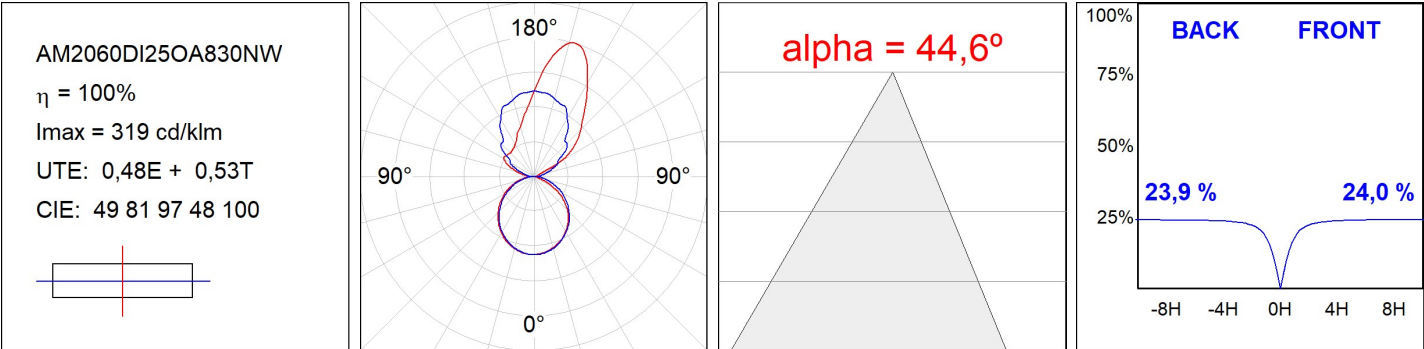 AM2060DI25OA830NW
η = 100%
Imax = 319 cd/klm
UTE: 0,48E + 0,53T
CIE: 49 81 97 48 100
180°
90° 90°
0°
alpha = 44,6º
100%
BACK FRONT
75%
50%
23,9 % 24,0 %
25%
-8H -4H 0H 4H 8H